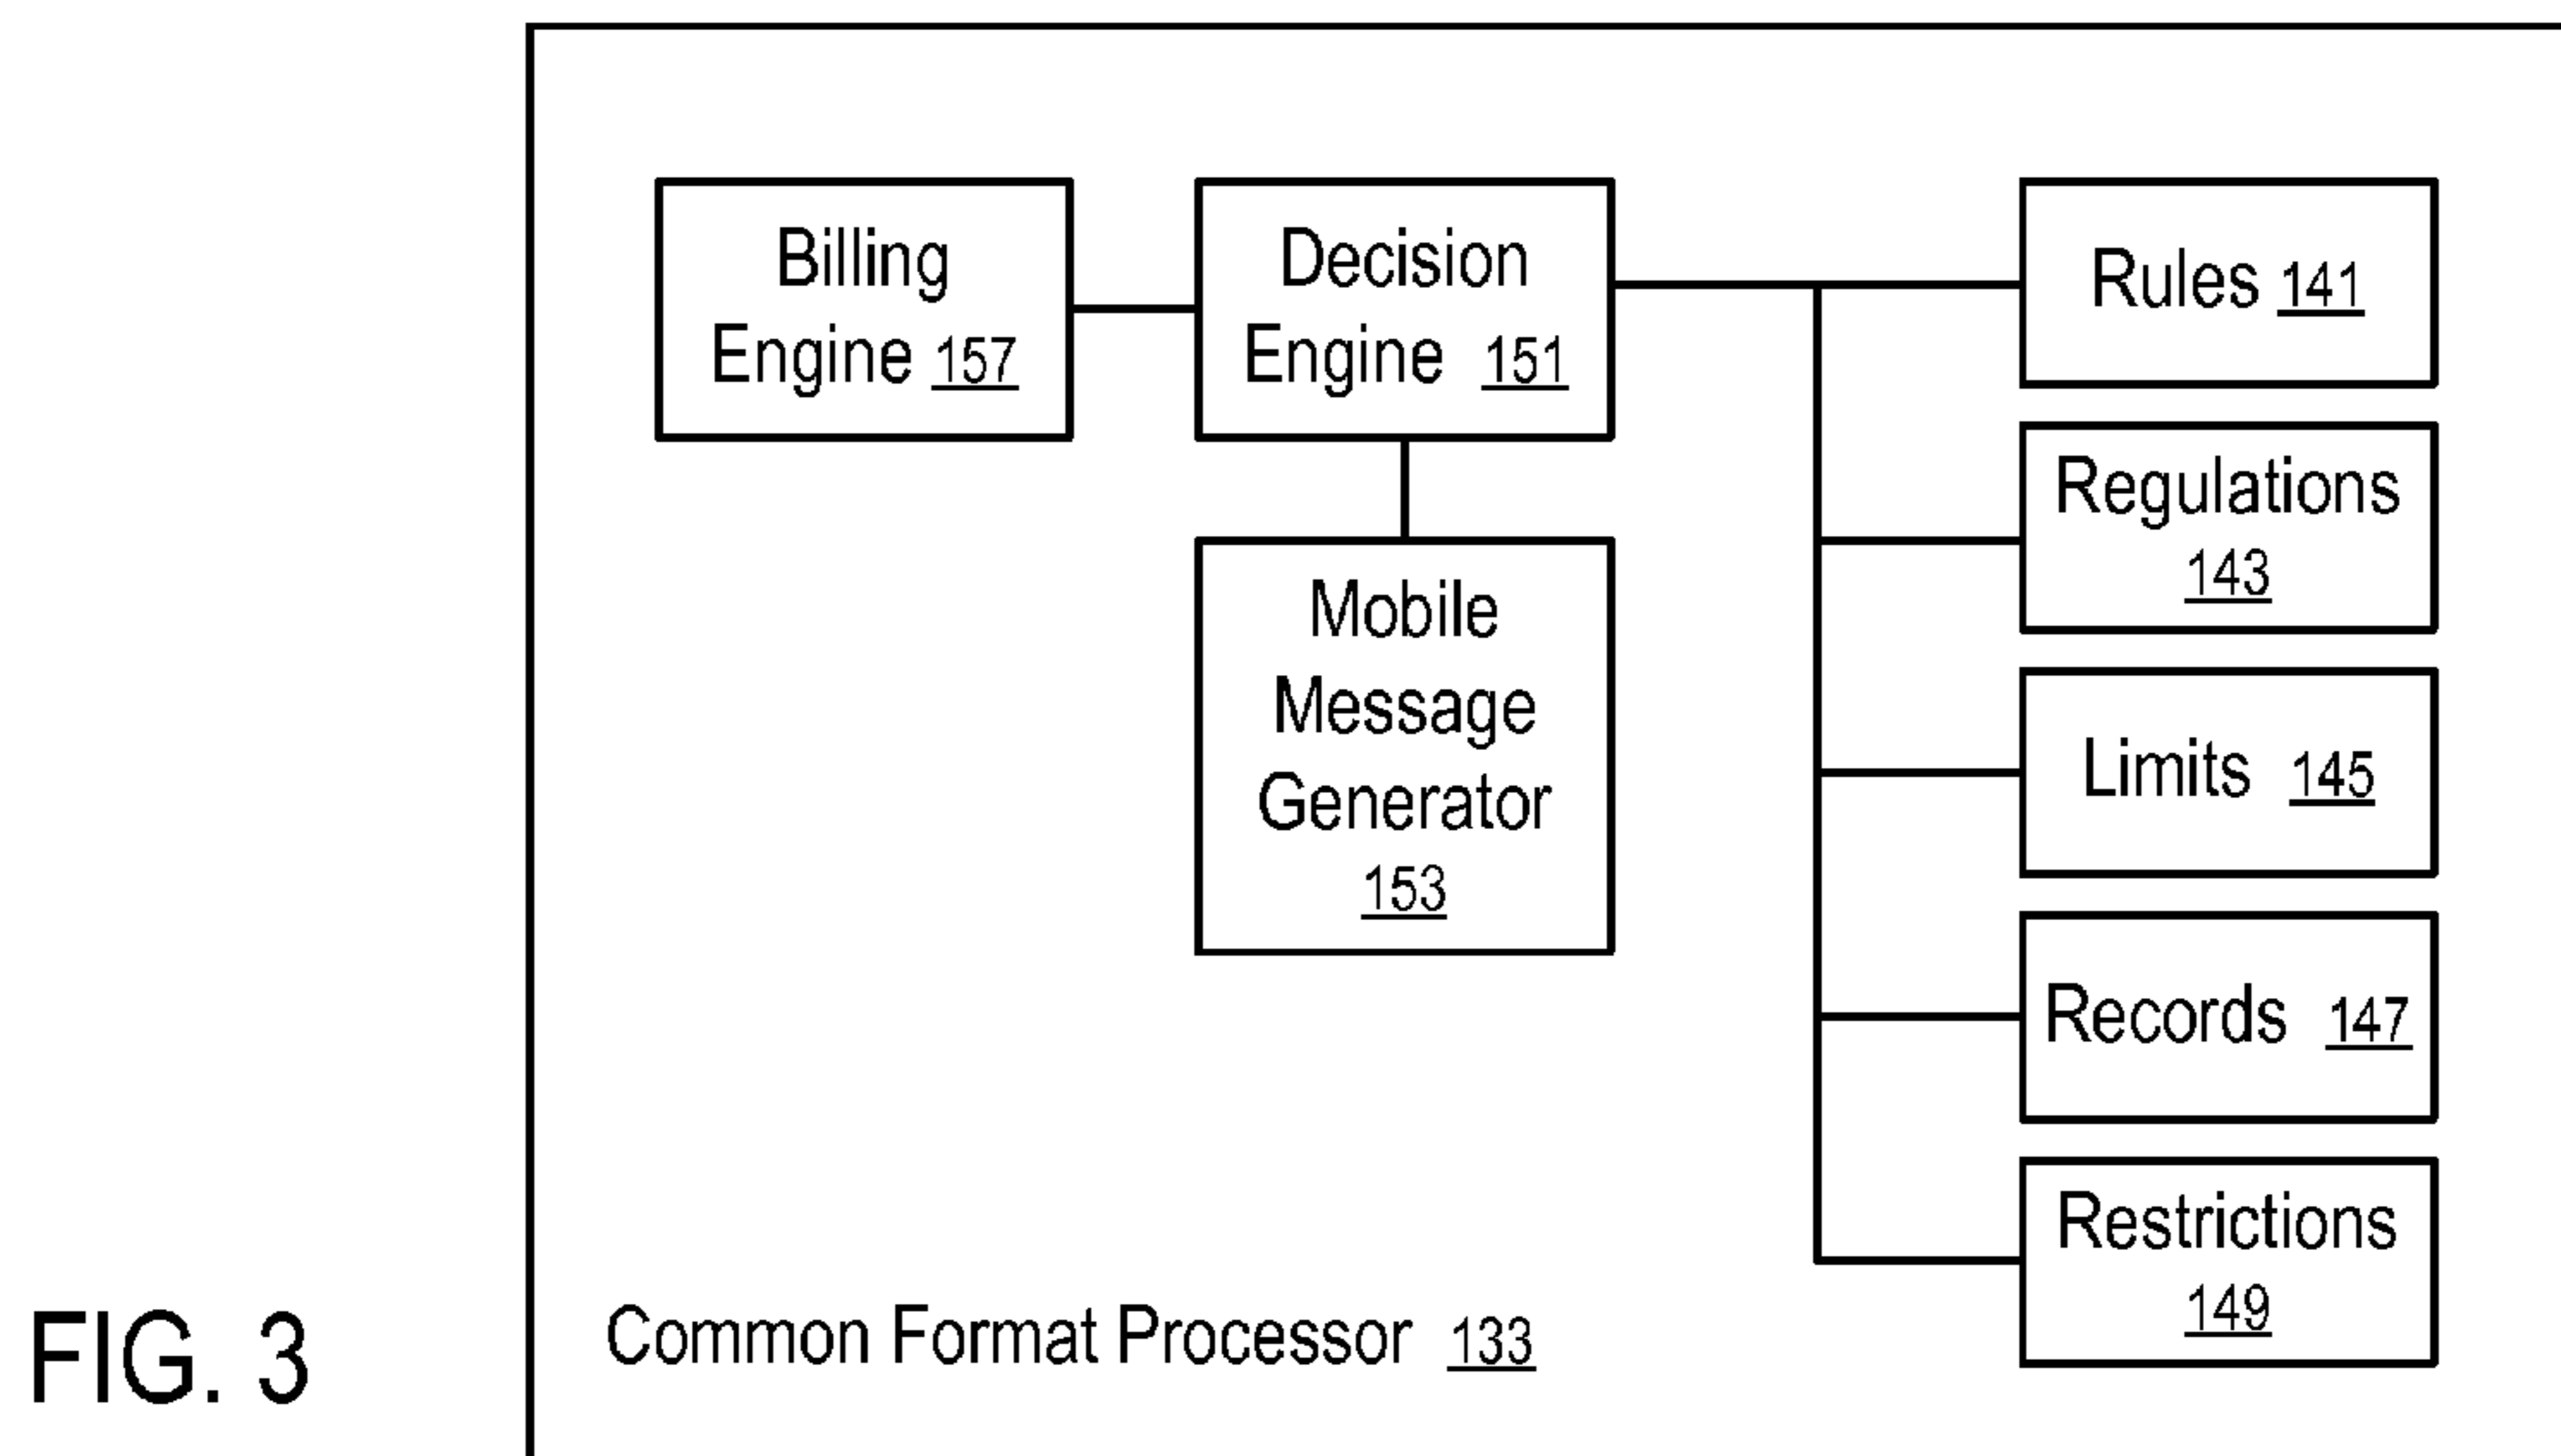 Billing
Engine 157
Decision
Engine 151
Mobile
Message
Generator
153
Rules 141
Regulations
143
Limits 145
Records 147
Restrictions
149
Common Format Processor 133
FIG. 3